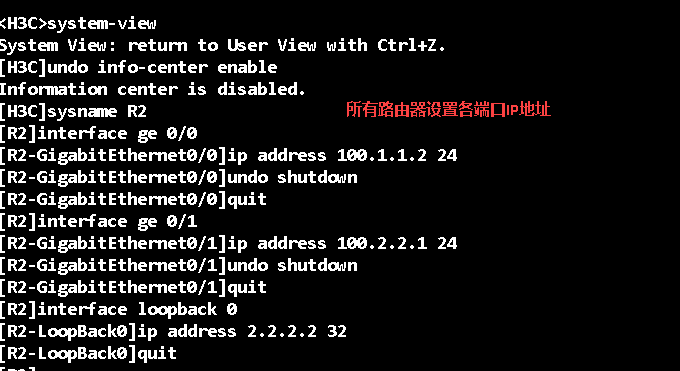 <H3C>system-view
System View: return to User View with Ctrl+Z.
[H3C]undo info-center enable
Information center is disabled.
[H3C]sysname R2
所有路由器设置各端口IP地址
[R2]interface ge 0/0
[R2-GigabitEthernet0/0]ip address 100.1.1.2 24
[R2-GigabitEthernet0/0]undo shutdown
[R2-GigabitEthernet0/0]quit
[R2]interface ge 0/1
[R2-GigabitEthernet0/1]ip address 100.2.2.1 24
[R2-GigabitEthernet0/1]undo shutdown
[R2-GigabitEthernet0/1]quit
[R2]interface loopback 0
[R2-LoopBack0]ip address 2.2.2.2 32
[R2-LoopBack0]quit